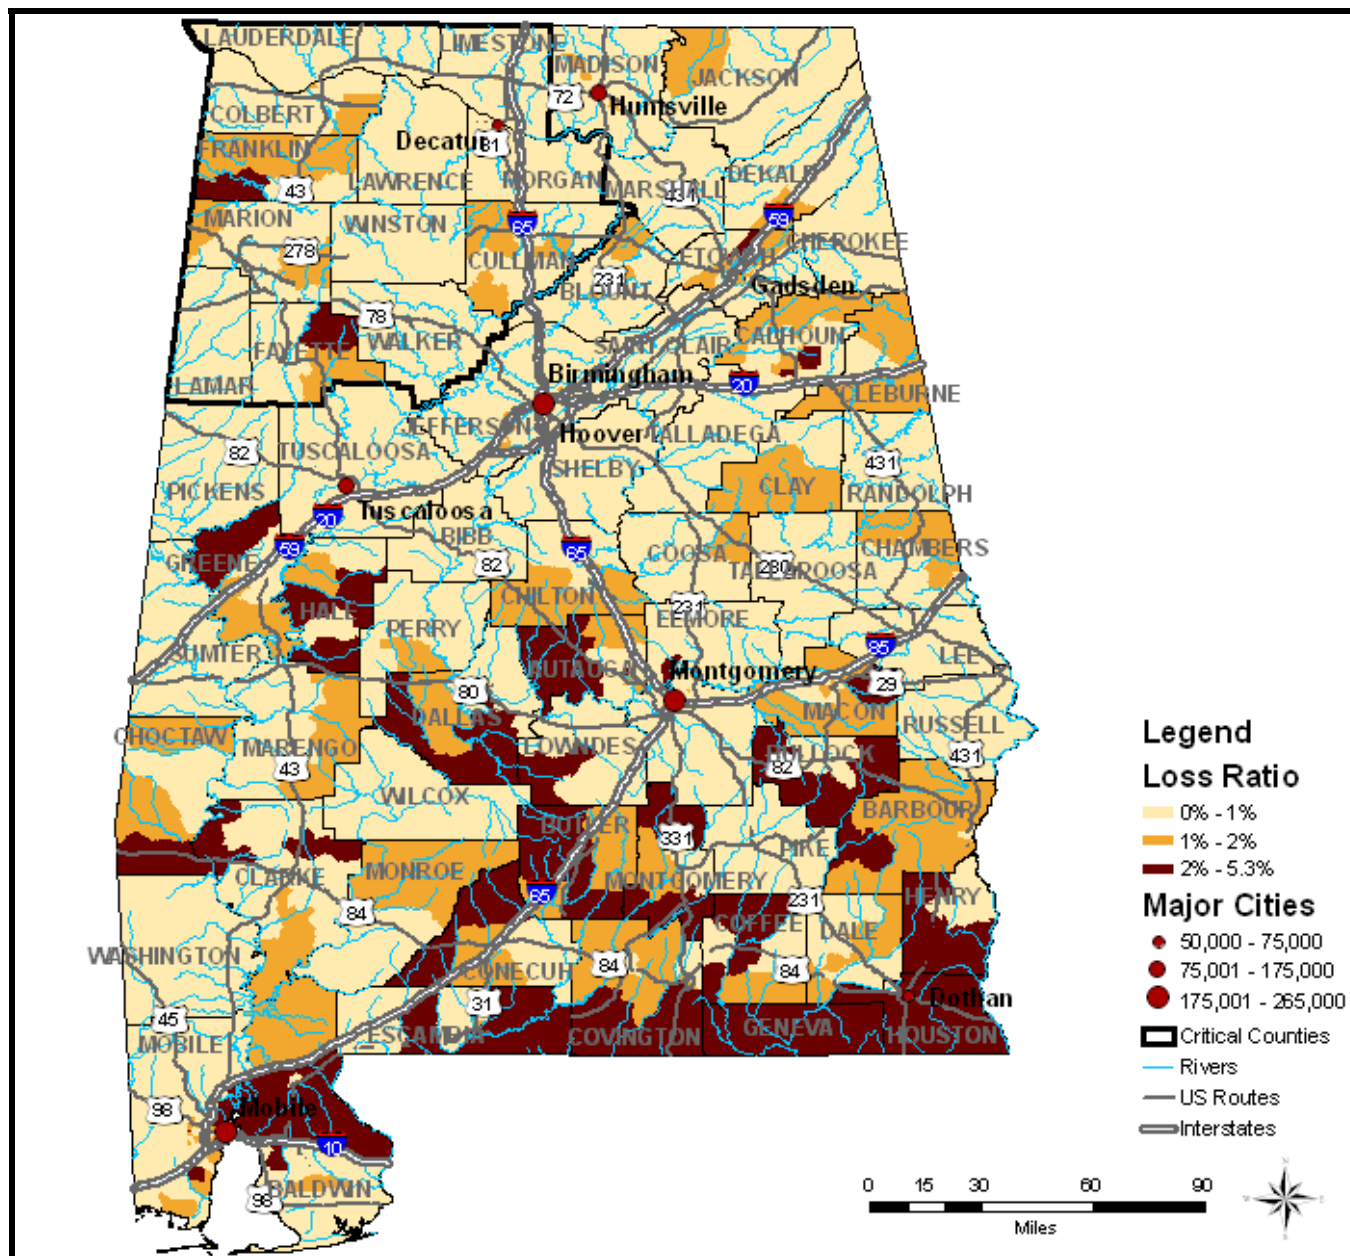 LAUDERDALE
LIMESTONE
MADISON
JACKSON
72
Huntsville
COLBERT
Decatur
31
FRANKLIN
43
LAWRENCE
MORGAN
MARSHALL
431
DEKALB
MARION
WINSTON
65
59
278
CULLMAN
ETOWAH
CHEROKEE
231
BLOUNT
Gadsden
78
WALKER
FAYETTE
SAINT CLAIR
CALHOUN
LAMAR
Birmingham
20
CLEBURNE
JEFFERSON
Hoover
TALLADEGA
82
TUSCALOOSA
SHELBY
431
PICKENS
CLAY
RANDOLPH
Tuscaloosa
20
59
BIBB
65
COOSA
CHAMBERS
GREENE
82
280
TALLAPOOSA
HALE
CHILTON
231
ELMORE
PERRY
SUMTER
85
LEE
AUTAUGA
Montgomery
29
80
DALLAS
MACON
RUSSELL
CHOCTAW
MARENGO
LOWNDES
BULLOCK
43
82
431
WILCOX
BARBOUR
BUTLER
331
PIKE
CLARKE
MONROE
MONTGOMERY
65
HENRY
84
231
COFFEE
DALE
WASHINGTON
CONECUH
84
84
31
Dothan
45
MOBILE
ESCAMBIA
COVINGTON
GENEVA
HOUSTON
98
Mobile
10
98
BALDWIN
Legend
Loss Ratio
0% - 1%
1% - 2%
2% - 5.3%
Major Cities
50,000 - 75,000
75,001 - 175,000
175,001 - 265,000
Critical Counties
Rivers
US Routes
Interstates
0 15 30 60 90
Miles